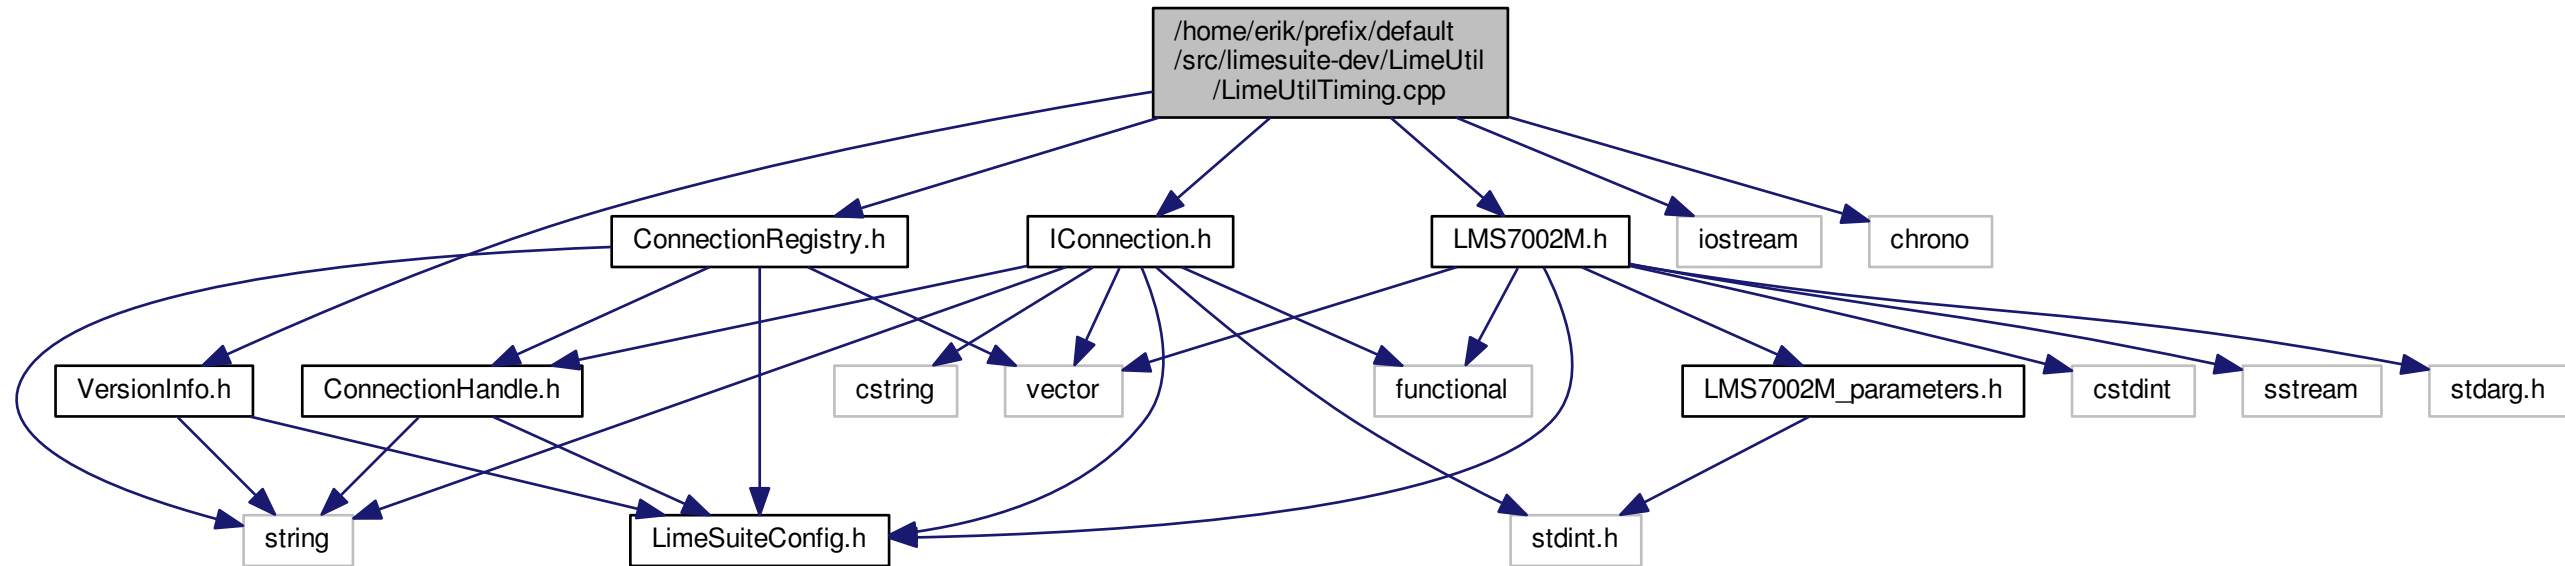 /home/erik/prefix/default
/src/limesuite-dev/LimeUtil
/LimeUtilTiming.cpp
ConnectionRegistry.h
IConnection.h
LMS7002M.h
iostream
chrono
VersionInfo.h
ConnectionHandle.h
cstring
vector
functional
LMS7002M_parameters.h
cstdint
sstream
stdarg.h
string
LimeSuiteConfig.h
stdint.h